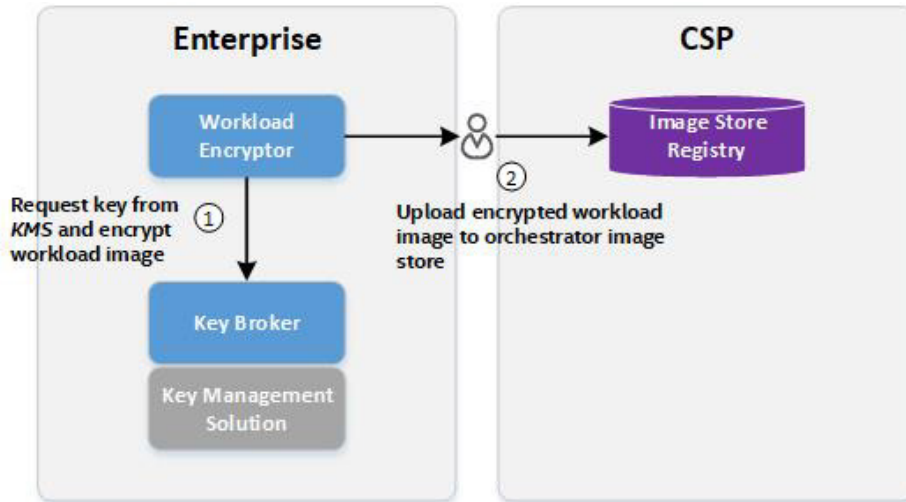 Enterprise
CSP
Workload
Encryptor
Image Store
Registry
Request key from
KMS and encrypt
workload image
1
2
Upload encrypted workload
image to orchestrator image
store
Key Broker
Key Management
Solution